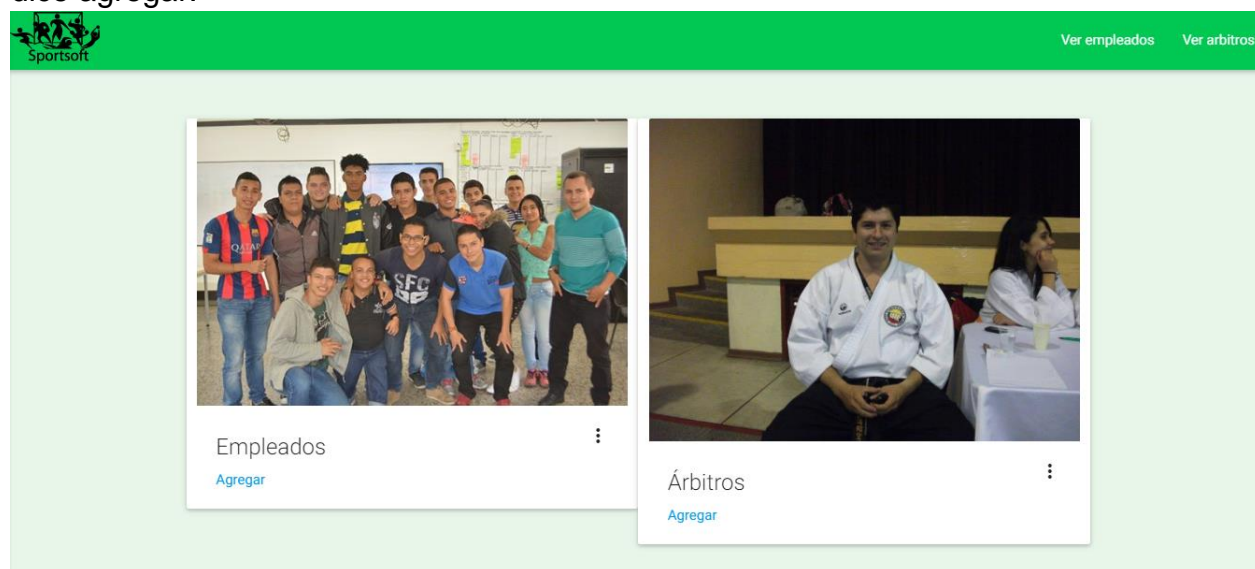 Sportsoft
Ver empleados Ver arbitros
QATAR
SFC
Empleados
Agregar
Árbitros
Agregar